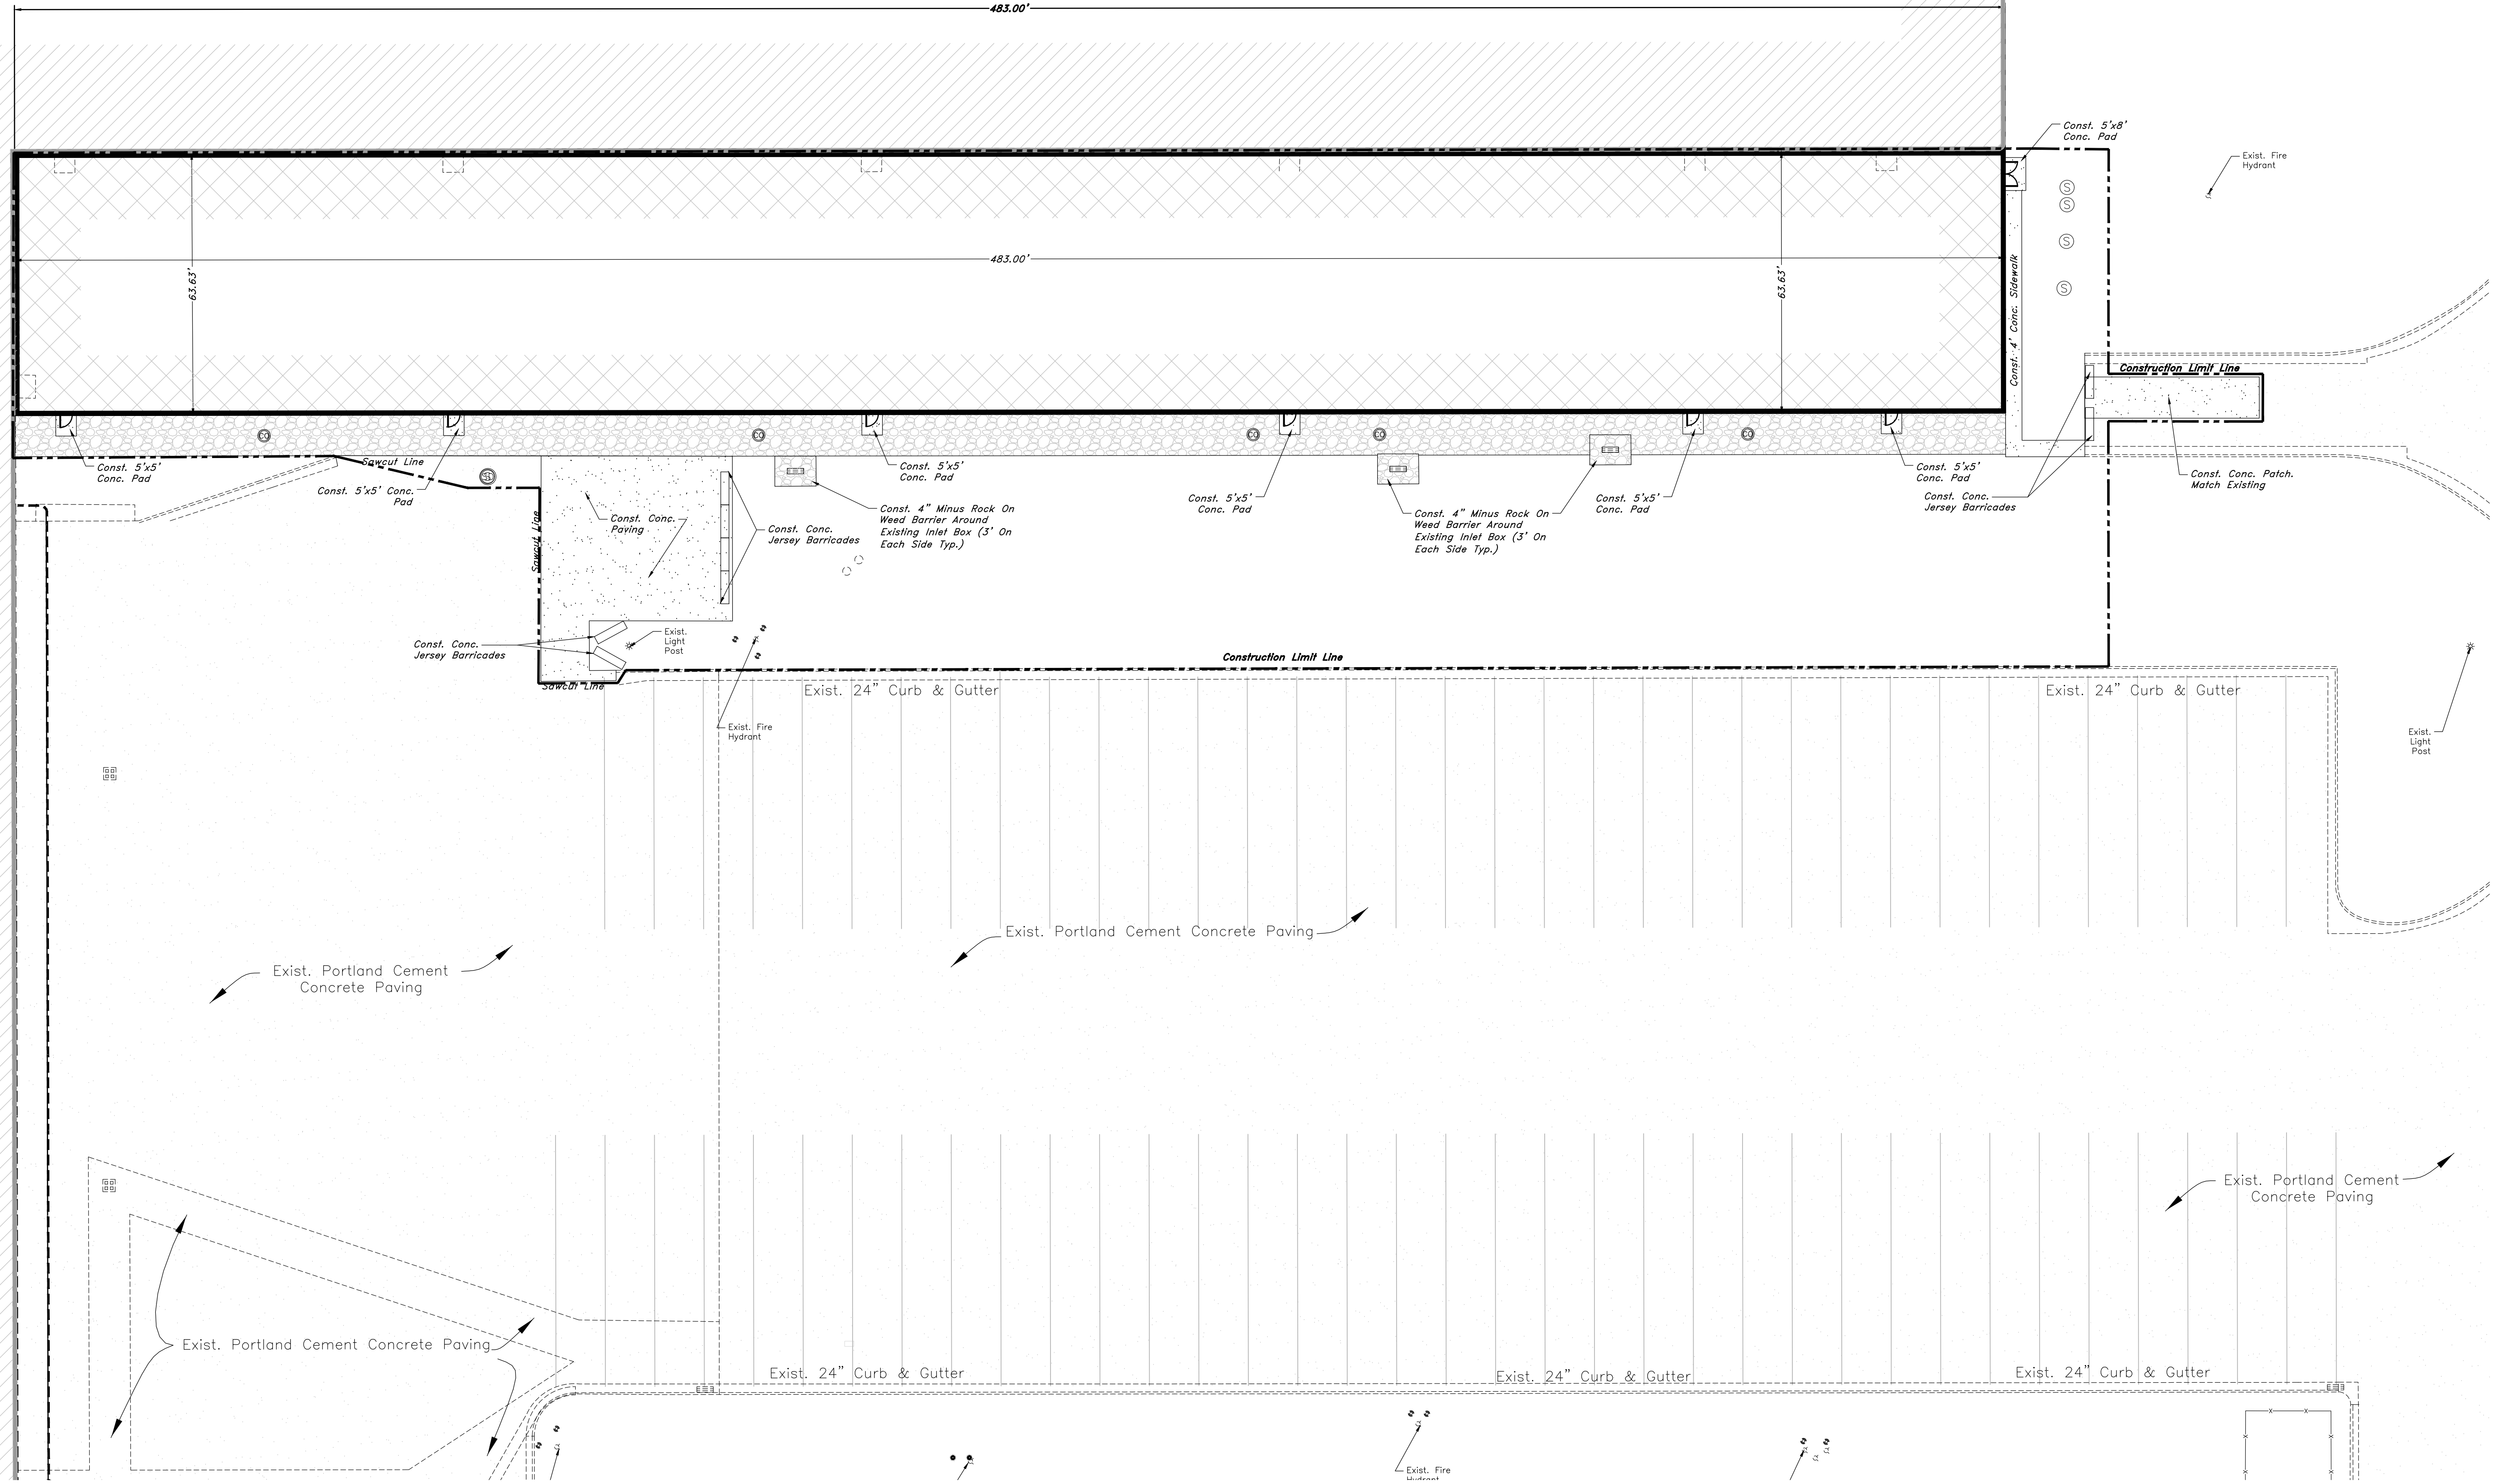 483.00'
Const. 5'x8'
Conc. Pad
Exist. Fire
Hydrant
S
S
S
S
483.00'
63.63'
63.63'
Const. 4' Conc. Sidewalk
Construction Limit Line
CO
CO
CO
CO
CO
Const. 5'x5'
Conc. Pad
Sawcut Line
S
Const. 5'x5' Conc.
Pad
Const. 5'x5'
Conc. Pad
Const. 5'x5'
Conc. Pad
Const. 5'x5'
Conc. Pad
Const. 5'x5'
Conc. Pad
Const. Conc.
Jersey Barricades
Const. Conc. Patch.
Match Existing
Sawcut Line
Const. Conc.
Paving
Const. Conc.
Jersey Barricades
Const. 4" Minus Rock On
Weed Barrier Around
Existing Inlet Box (3' On
Each Side Typ.)
Const. 4" Minus Rock On
Weed Barrier Around
Existing Inlet Box (3' On
Each Side Typ.)
Const. Conc.
Jersey Barricades
Exist.
Light
Post
Construction Limit Line
Sawcut Line
Exist. 24" Curb & Gutter
Exist. 24" Curb & Gutter
Exist. Fire
Hydrant
Exist.
Light
Post
Exist. Portland Cement Concrete Paving
Exist. Portland Cement
Concrete Paving
Exist. Portland Cement
Concrete Paving
Exist. Portland Cement Concrete Paving
Exist. 24" Curb & Gutter
Exist. 24" Curb & Gutter
Exist. 24" Curb & Gutter
Exist. Fire
Hydrant